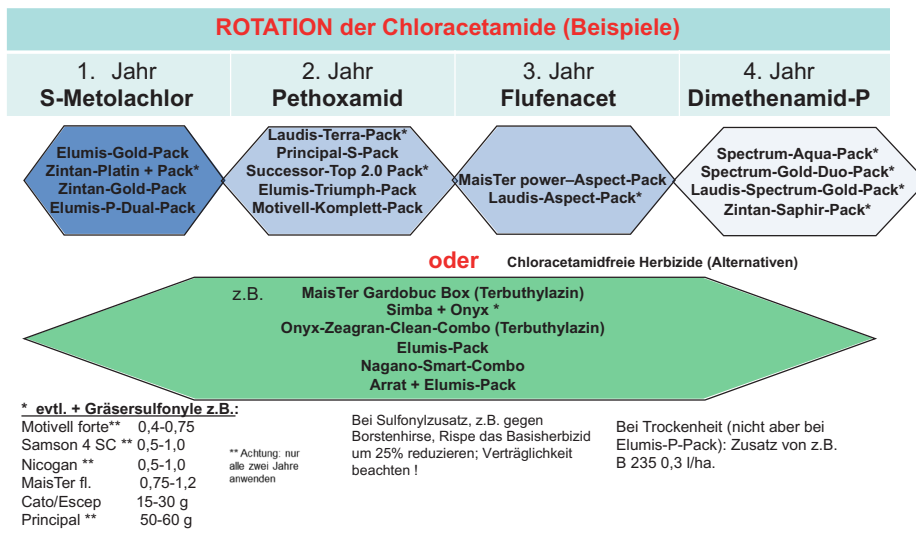 ROTATION der Chloracetamide (Beispiele)
1. Jahr
S-Metolachlor
2. Jahr
Pethoxamid
3. Jahr
Flufenacet
4. Jahr
Dimethenamid-P
Elumis-Gold-Pack
Zintan-Platin + Pack*
Zintan-Gold-Pack
Elumis-P-Dual-Pack
Laudis-Terra-Pack*
Principal-S-Pack
Successor-Top 2.0 Pack*
Elumis-Triumph-Pack
Motivell-Komplett-Pack
MaisTer power–Aspect-Pack
Laudis-Aspect-Pack*
Spectrum-Aqua-Pack*
Spectrum-Gold-Duo-Pack*
Laudis-Spectrum-Gold-Pack*
Zintan-Saphir-Pack*
oder Chloracetamidfreie Herbizide (Alternativen)
z.B. MaisTer Gardobuc Box (Terbuthylazin)
Simba + Onyx *
Onyx-Zeagran-Clean-Combo (Terbuthylazin)
Elumis-Pack
Nagano-Smart-Combo
Arrat + Elumis-Pack
* evtl. + Gräsersulfonyle z.B.:
Motivell forte** 0,4-0,75
Samson 4 SC ** 0,5-1,0
Nicogan ** 0,5-1,0
MaisTer fl. 0,75-1,2
Cato/Escep 15-30 g
Principal ** 50-60 g
** Achtung: nur
alle zwei Jahre
anwenden
Bei Sulfonylzusatz, z.B. gegen
Borstenhirse, Rispe das Basisherbizid
um 25% reduzieren; Verträglichkeit
beachten !
Bei Trockenheit (nicht aber bei
Elumis-P-Pack): Zusatz von z.B.
B 235 0,3 l/ha.